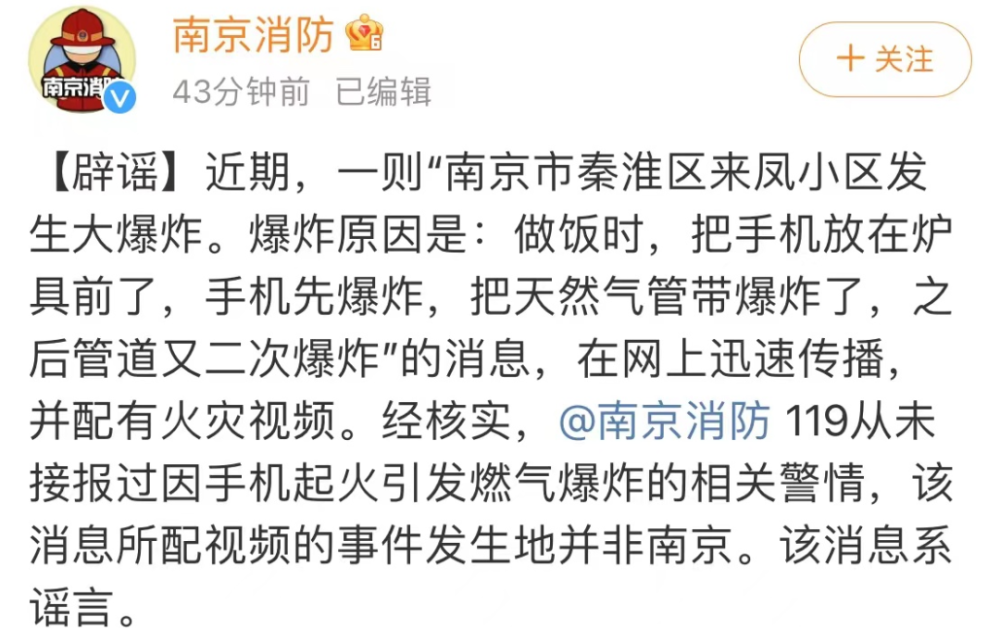 南京消防
南京消防
43分钟前 已编辑
+ 关注
【辟谣】近期，一则“南京市秦淮区来凤小区发
生大爆炸。爆炸原因是：做饭时，把手机放在炉
具前了，手机先爆炸，把天然气管带爆炸了，之
后管道又二次爆炸”的消息，在网上迅速传播，
并配有火灾视频。经核实，@南京消防 119从未
接报过因手机起火引发燃气爆炸的相关警情，该
消息所配视频的事件发生地并非南京。该消息系
谣言。